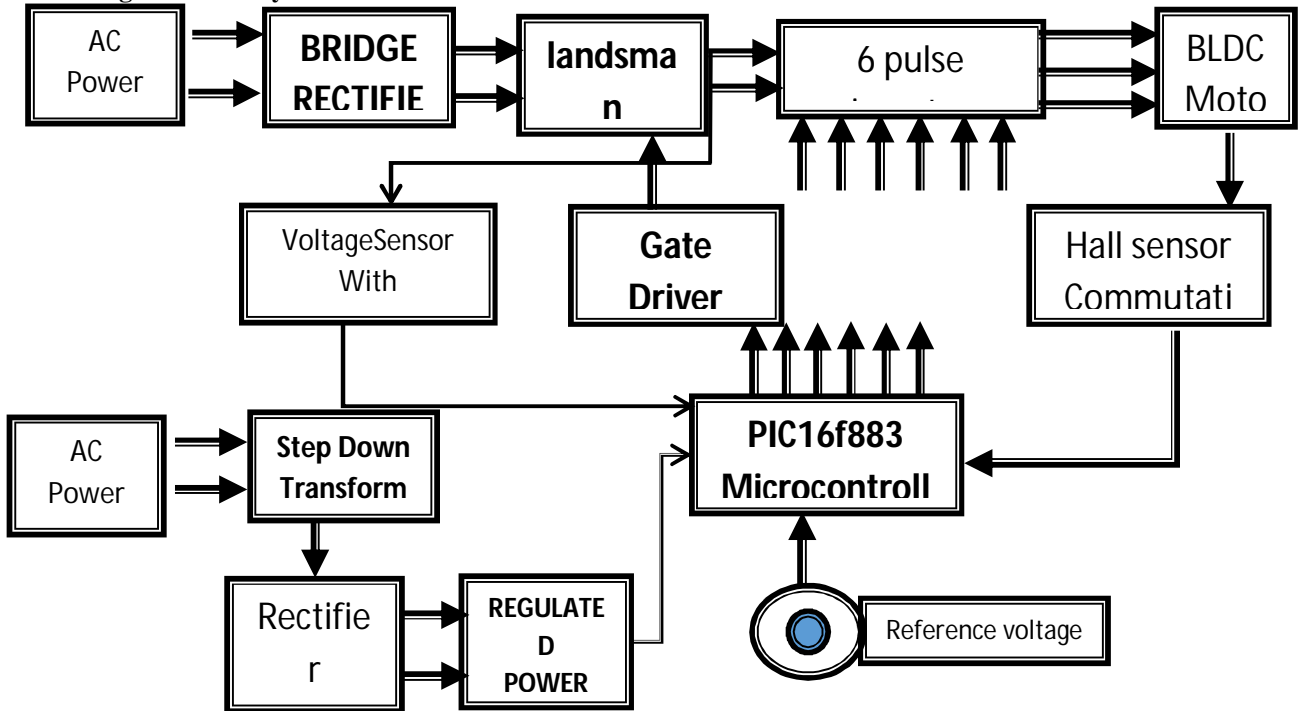 AC
Power
BRIDGE
RECTIFIE
landsma
n
6 pulse
BLDC
Moto
VoltageSensor
With
Gate
Driver
Hall sensor
Commutati
AC
Power
Step Down
Transform
PIC16f883
Microcontroll
Rectifie
r
REGULATE
D
POWER
Reference voltage